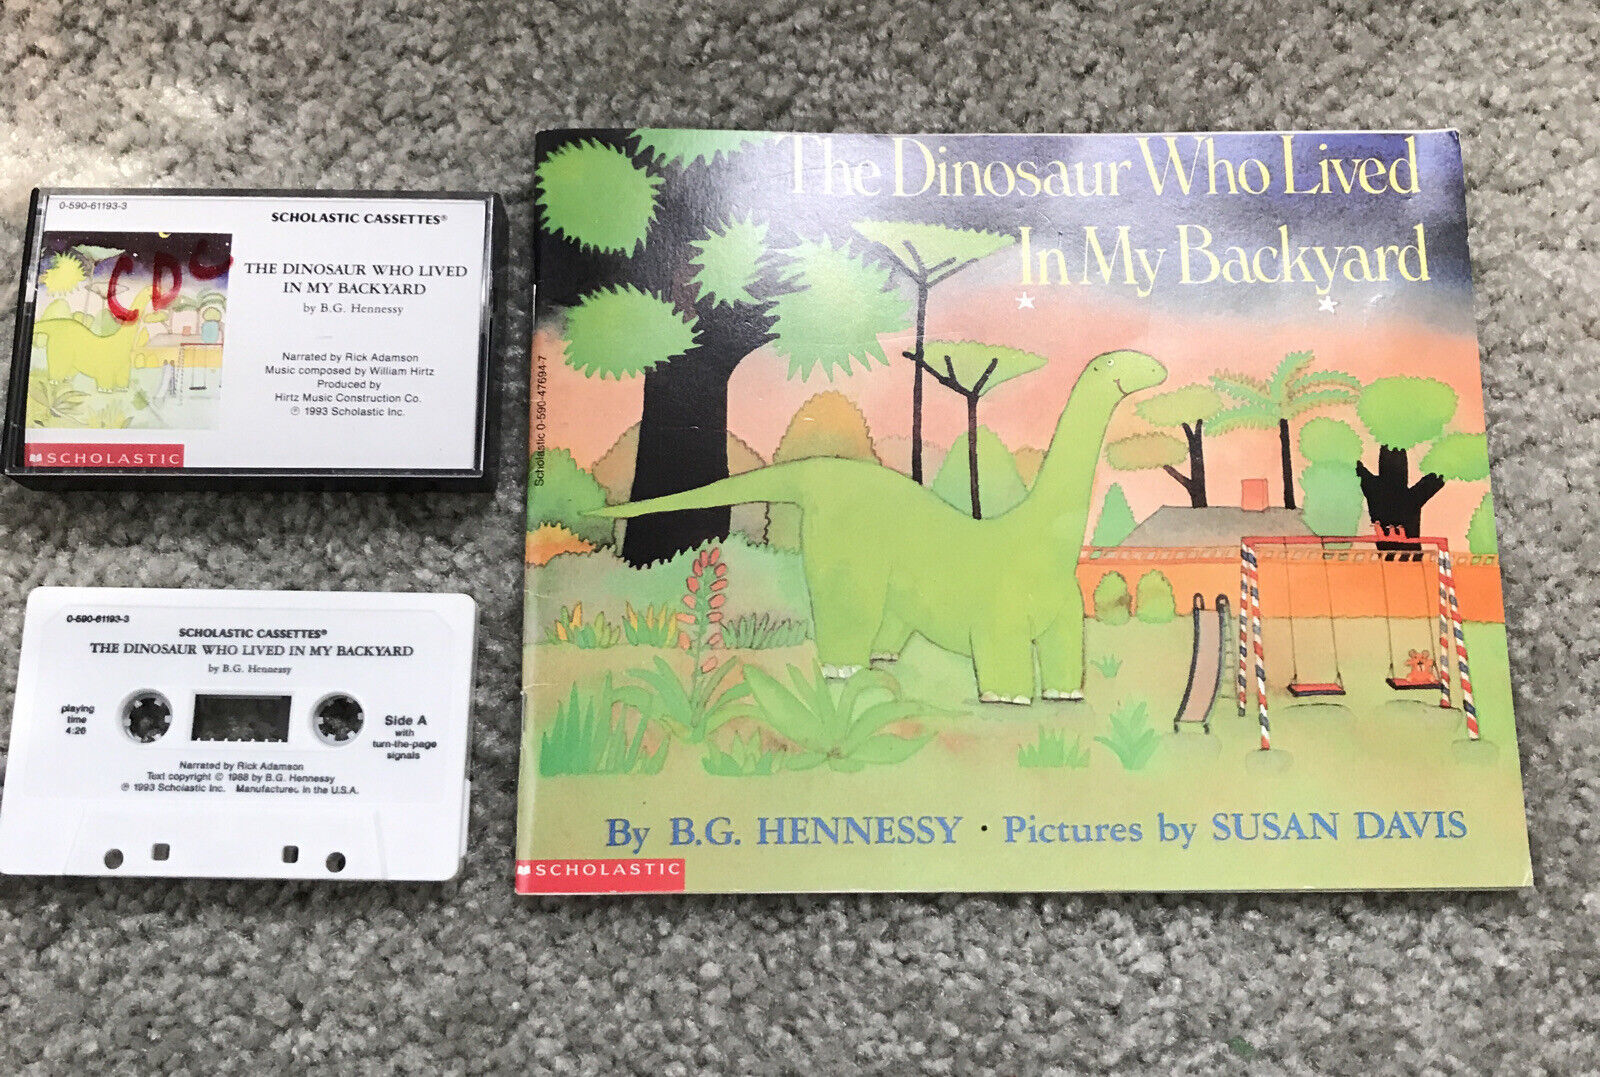 0-590-61193-3
SCHOLASTIC CASSETTES®
THE DINOSAUR WHO LIVED
IN MY BACKYARD
by B.G. Hennessy
Narrated by Rick Adamson
Music composed by William Hirtz
Produced by
Hirtz Music Construction Co.
℗ 1993 Scholastic Inc.
CDC
SCHOLASTIC
0-590-61193-3
SCHOLASTIC CASSETTES®
THE DINOSAUR WHO LIVED IN MY BACKYARD
by B.G. Hennessy
playing
time
4:26
Side A
with
turn-the-page
signals
Narrated by Rick Adamson
Text copyright © 1988 by B.G. Hennessy
℗ 1993 Scholastic Inc. Manufactured in the U.S.A.
The Dinosaur Who Lived
In My Backyard
Scholastic 0-590-47694-7
By B.G. HENNESSY · Pictures by SUSAN DAVIS
SCHOLASTIC